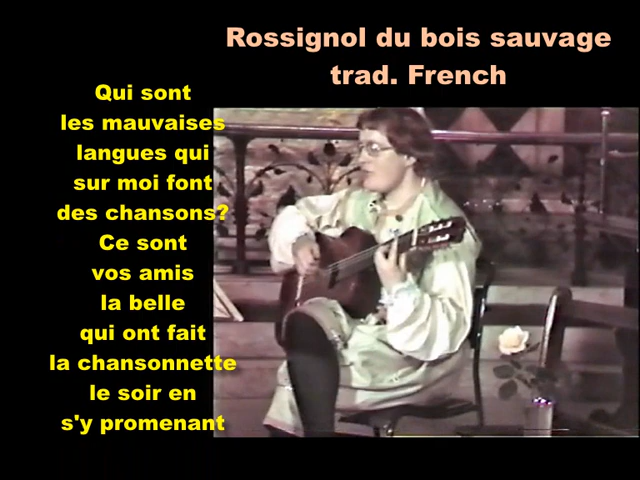 Rossignol du bois sauvage
trad. French
Qui sont
les mauvaises
langues qui
sur moi font
des chansons?
Ce sont
vos amis
la belle
qui ont fait
la chansonnette
le soir en
s'y promenant